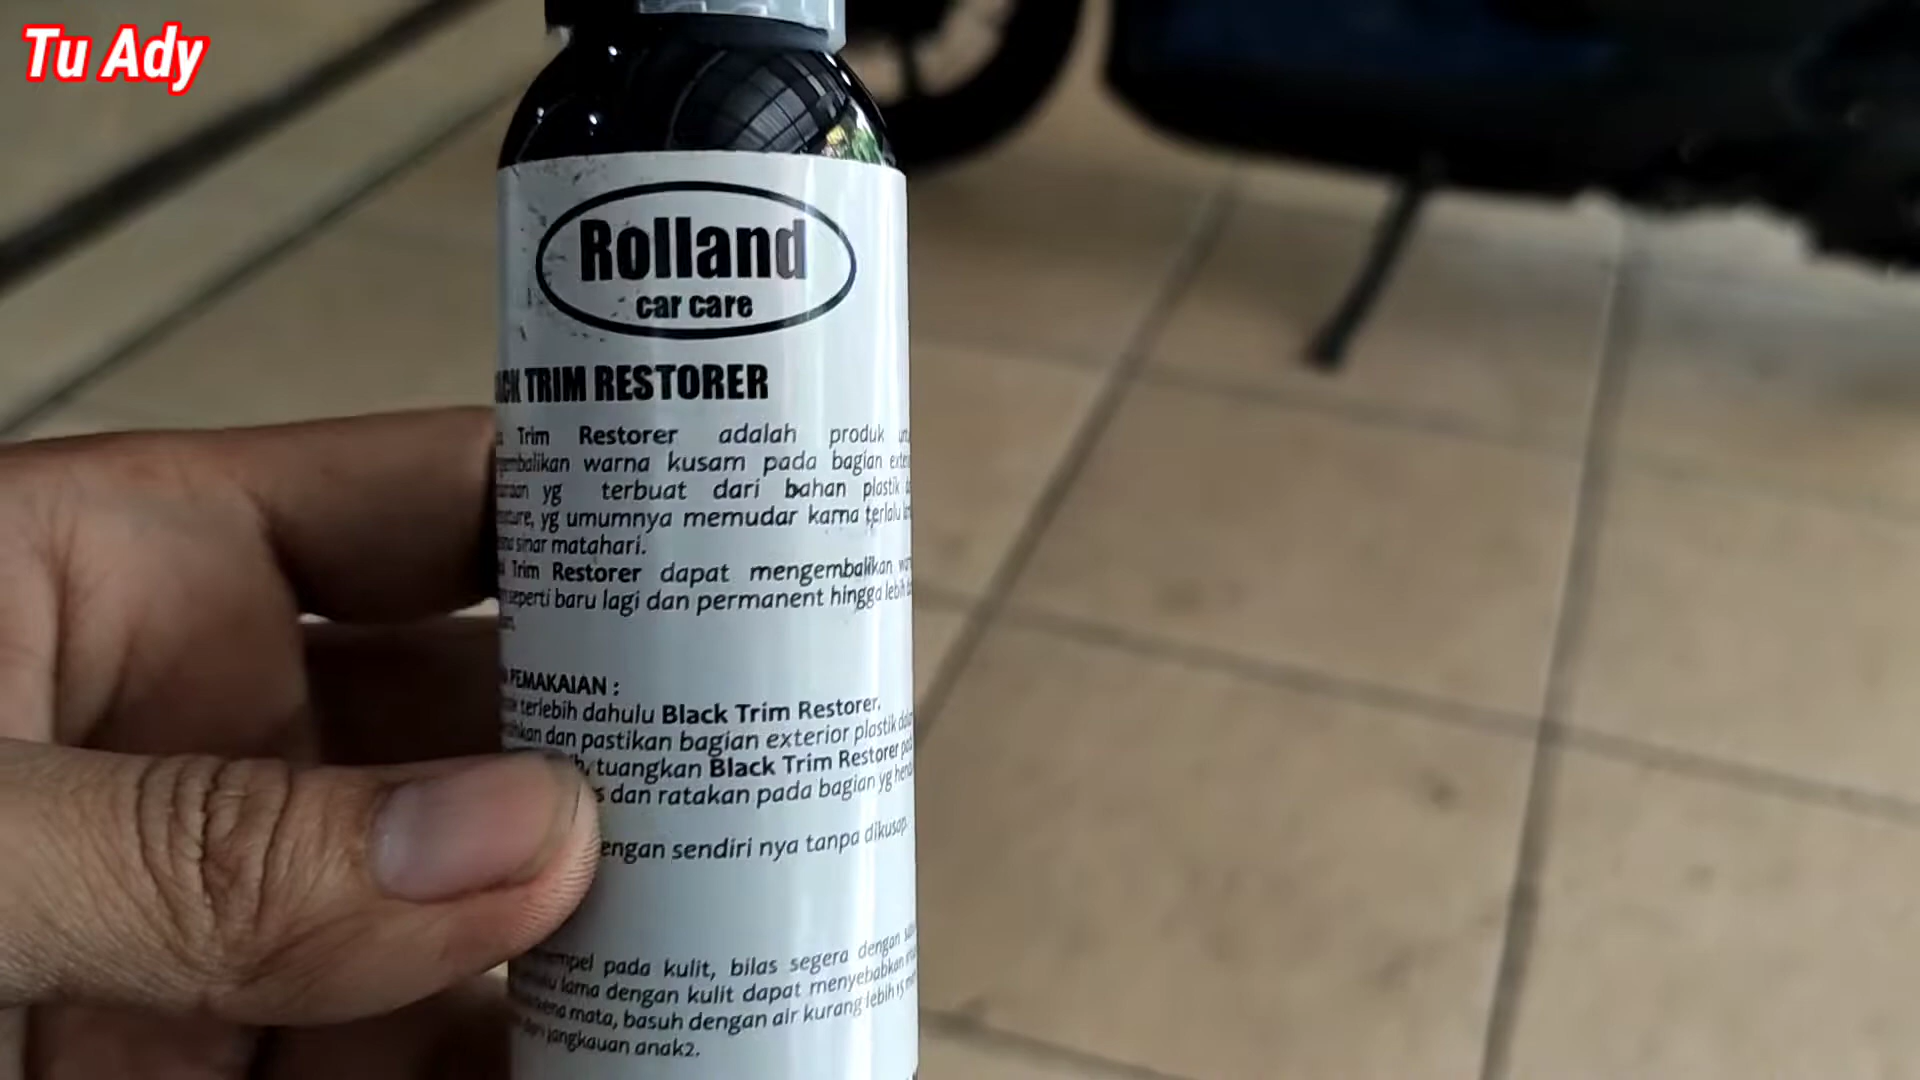 Tu Ady
Rolland
car care
TRIM RESTORER
Trim Restorer adalah produk
warna kusam pada bagian
yg terbuat dari bahan plastik
yg umumnya memudar karna terlalu
sinar matahari.
Trim Restorer dapat mengembalikan
seperti baru lagi dan permanent hingga lebih
PEMAKAIAN :
terlebih dahulu Black Trim Restorer.
dan pastikan bagian exterior plastik
tuangkan Black Trim Restorer
dan ratakan pada bagian yg
sendiri nya tanpa dikusap
pada kulit, bilas segera dengan
lama dengan kulit dapat menyebabkan
mata, basuh dengan air kurang lebih 15
jangkauan anak2.